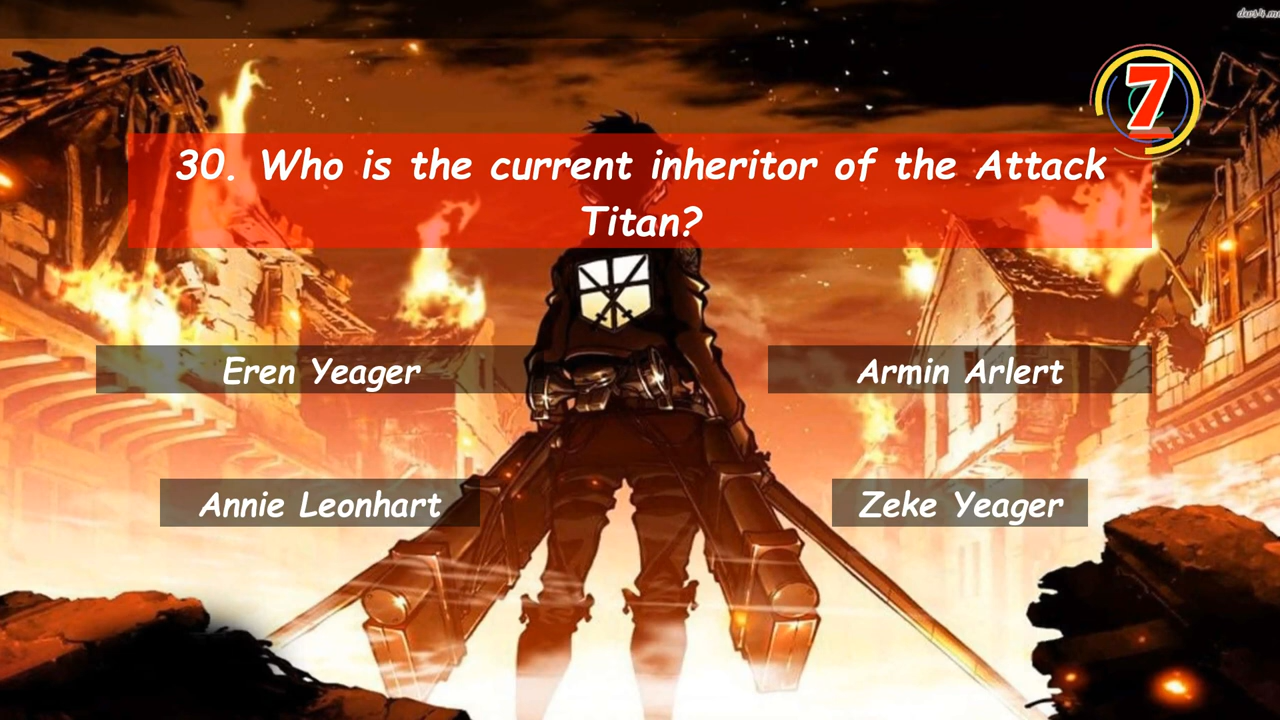 7
30. Who is the current inheritor of the Attack
Titan?
Eren Yeager
Armin Arlert
Annie Leonhart
Zeke Yeager